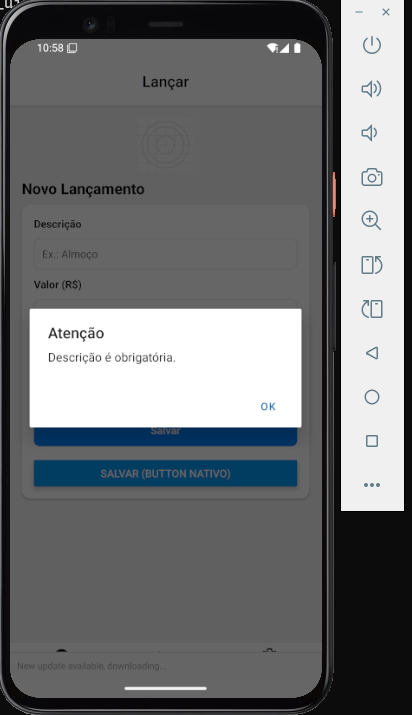 10:58
Lançar
Novo Lançamento
Descrição
Ex.: Almoço
Valor (R$)
Atenção
Descrição é obrigatória.
OK
Salvar
SALVAR (BUTTON NATIVO)
New update available, downloading...